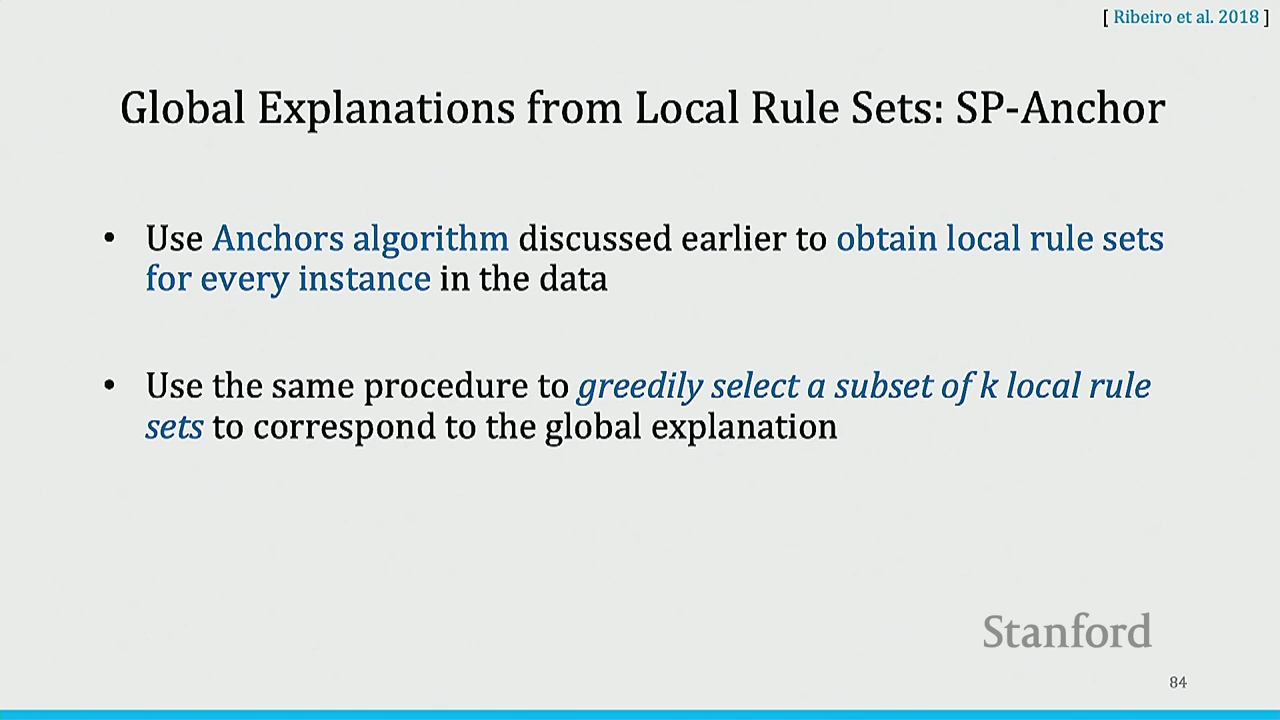 [ Ribeiro et al. 2018 ]
Global Explanations from Local Rule Sets: SP-Anchor
• Use Anchors algorithm discussed earlier to obtain local rule sets
for every instance in the data
• Use the same procedure to greedily select a subset of k local rule
sets to correspond to the global explanation
Stanford
84